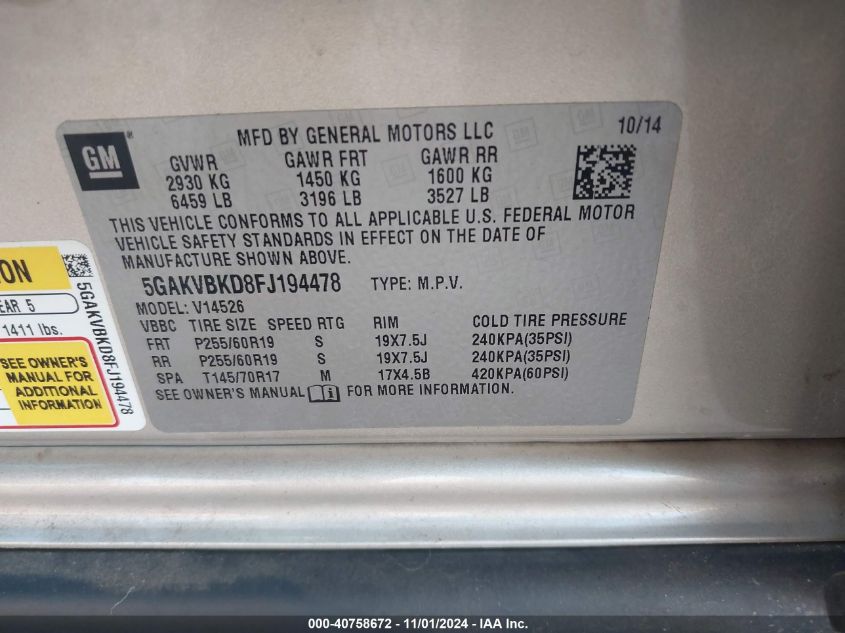 GM
MFD BY GENERAL MOTORS LLC
10/14
GVWR GAWR FRT GAWR RR
2930 KG 1450 KG 1600 KG
6459 LB 3196 LB 3527 LB
THIS VEHICLE CONFORMS TO ALL APPLICABLE U.S. FEDERAL MOTOR
VEHICLE SAFETY STANDARDS IN EFFECT ON THE DATE OF
MANUFACTURE SHOWN ABOVE.
5GAKVBKD8FJ194478 TYPE: M.P.V.
MODEL: V14526
VBBC TIRE SIZE SPEED RTG RIM COLD TIRE PRESSURE
FRT P255/60R19 S 19X7.5J 240KPA(35PSI)
RR P255/60R19 S 19X7.5J 240KPA(35PSI)
SPA T145/70R17 M 17X4.5B 420KPA(60PSI)
SEE OWNER'S MANUAL FOR MORE INFORMATION.
ON
EAR 5
1411 lbs.
SEE OWNER'S
MANUAL FOR
ADDITIONAL
INFORMATION
5GAKVBKD8FJ194478
000-40758672 - 11/01/2024 - IAAI Inc.